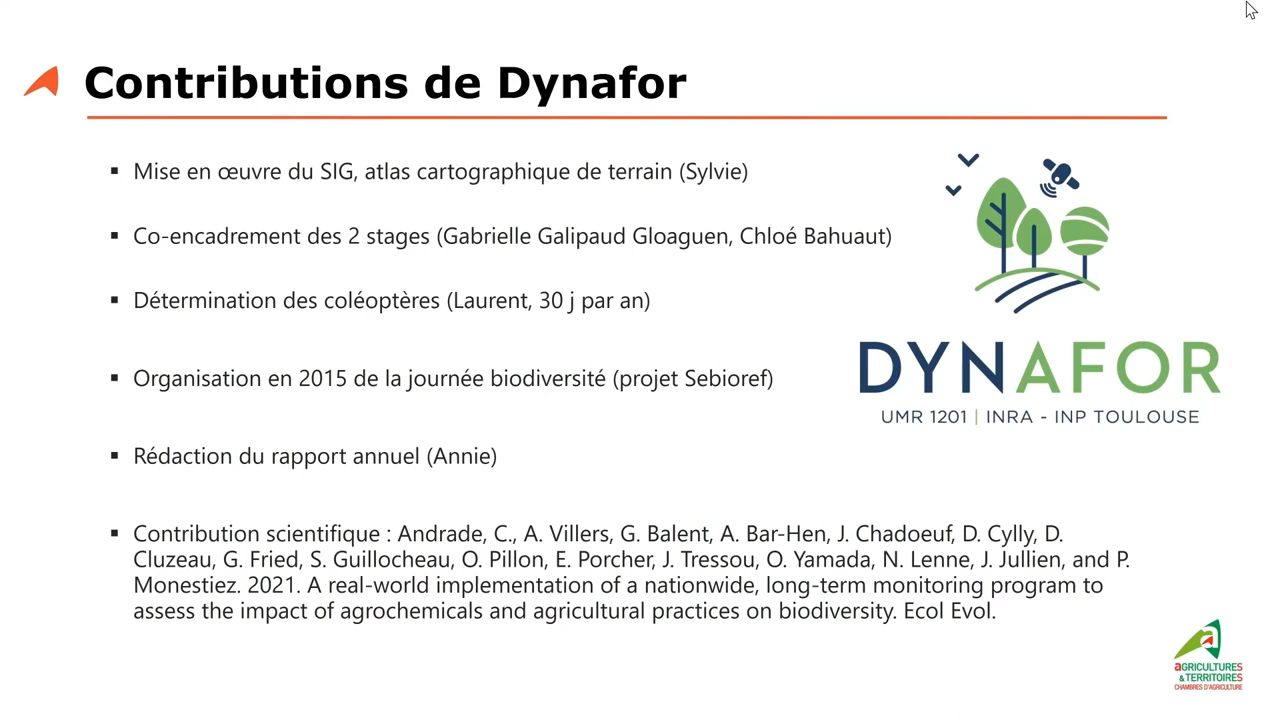 Contributions de Dynafor
▪ Mise en œuvre du SIG, atlas cartographique de terrain (Sylvie)
▪ Co-encadrement des 2 stages (Gabrielle Galipaud Gloaguen, Chloé Bahuaut)
▪ Détermination des coléoptères (Laurent, 30 j par an)
▪ Organisation en 2015 de la journée biodiversité (projet Sebioref)
▪ Rédaction du rapport annuel (Annie)
▪ Contribution scientifique : Andrade, C., A. Villers, G. Balent, A. Bar-Hen, J. Chadoeuf, D. Cylly, D.
Cluzeau, G. Fried, S. Guillocheau, O. Pillon, E. Porcher, J. Tressou, O. Yamada, N. Lenne, J. Jullien, and P.
Monestiez. 2021. A real-world implementation of a nationwide, long-term monitoring program to
assess the impact of agrochemicals and agricultural practices on biodiversity. Ecol Evol.
DYNAFOR
UMR 1201 | INRA - INP TOULOUSE
aGRICULTURES
& TERRITOIRES
CHAMBRES D'AGRICULTURE